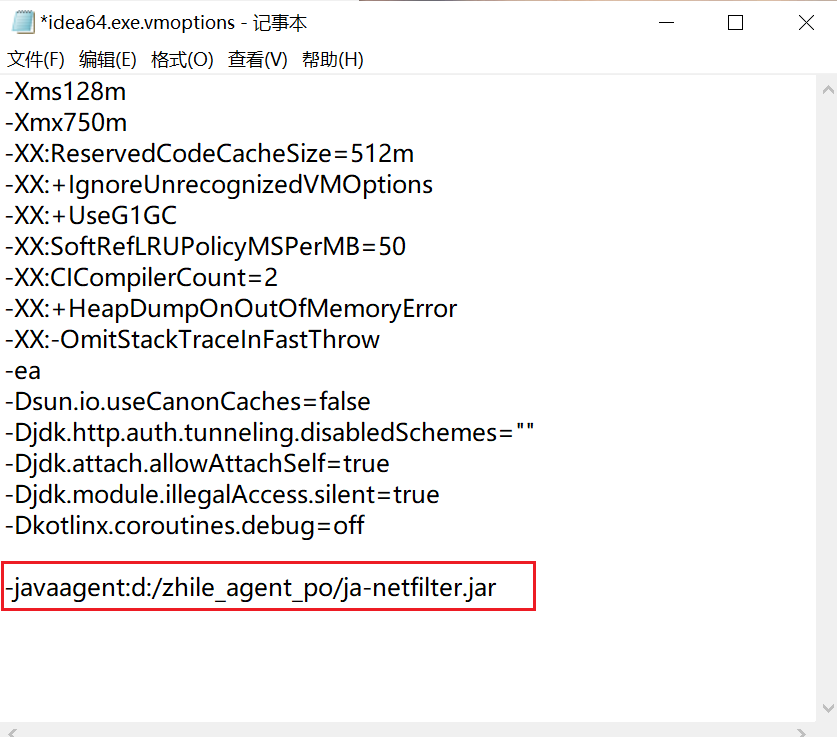 *idea64.exe.vmoptions - 记事本
文件(F) 编辑(E) 格式(O) 查看(V) 帮助(H)
-Xms128m
-Xmx750m
-XX:ReservedCodeCacheSize=512m
-XX:+IgnoreUnrecognizedVMOptions
-XX:+UseG1GC
-XX:SoftRefLRUPolicyMSPerMB=50
-XX:CICompilerCount=2
-XX:+HeapDumpOnOutOfMemoryError
-XX:-OmitStackTraceInFastThrow
-ea
-Dsun.io.useCanonCaches=false
-Djdk.http.auth.tunneling.disabledSchemes=""
-Djdk.attach.allowAttachSelf=true
-Djdk.module.illegalAccess.silent=true
-Dkotlinx.coroutines.debug=off
-javaagent:d:/zhile_agent_po/ja-netfilter.jar